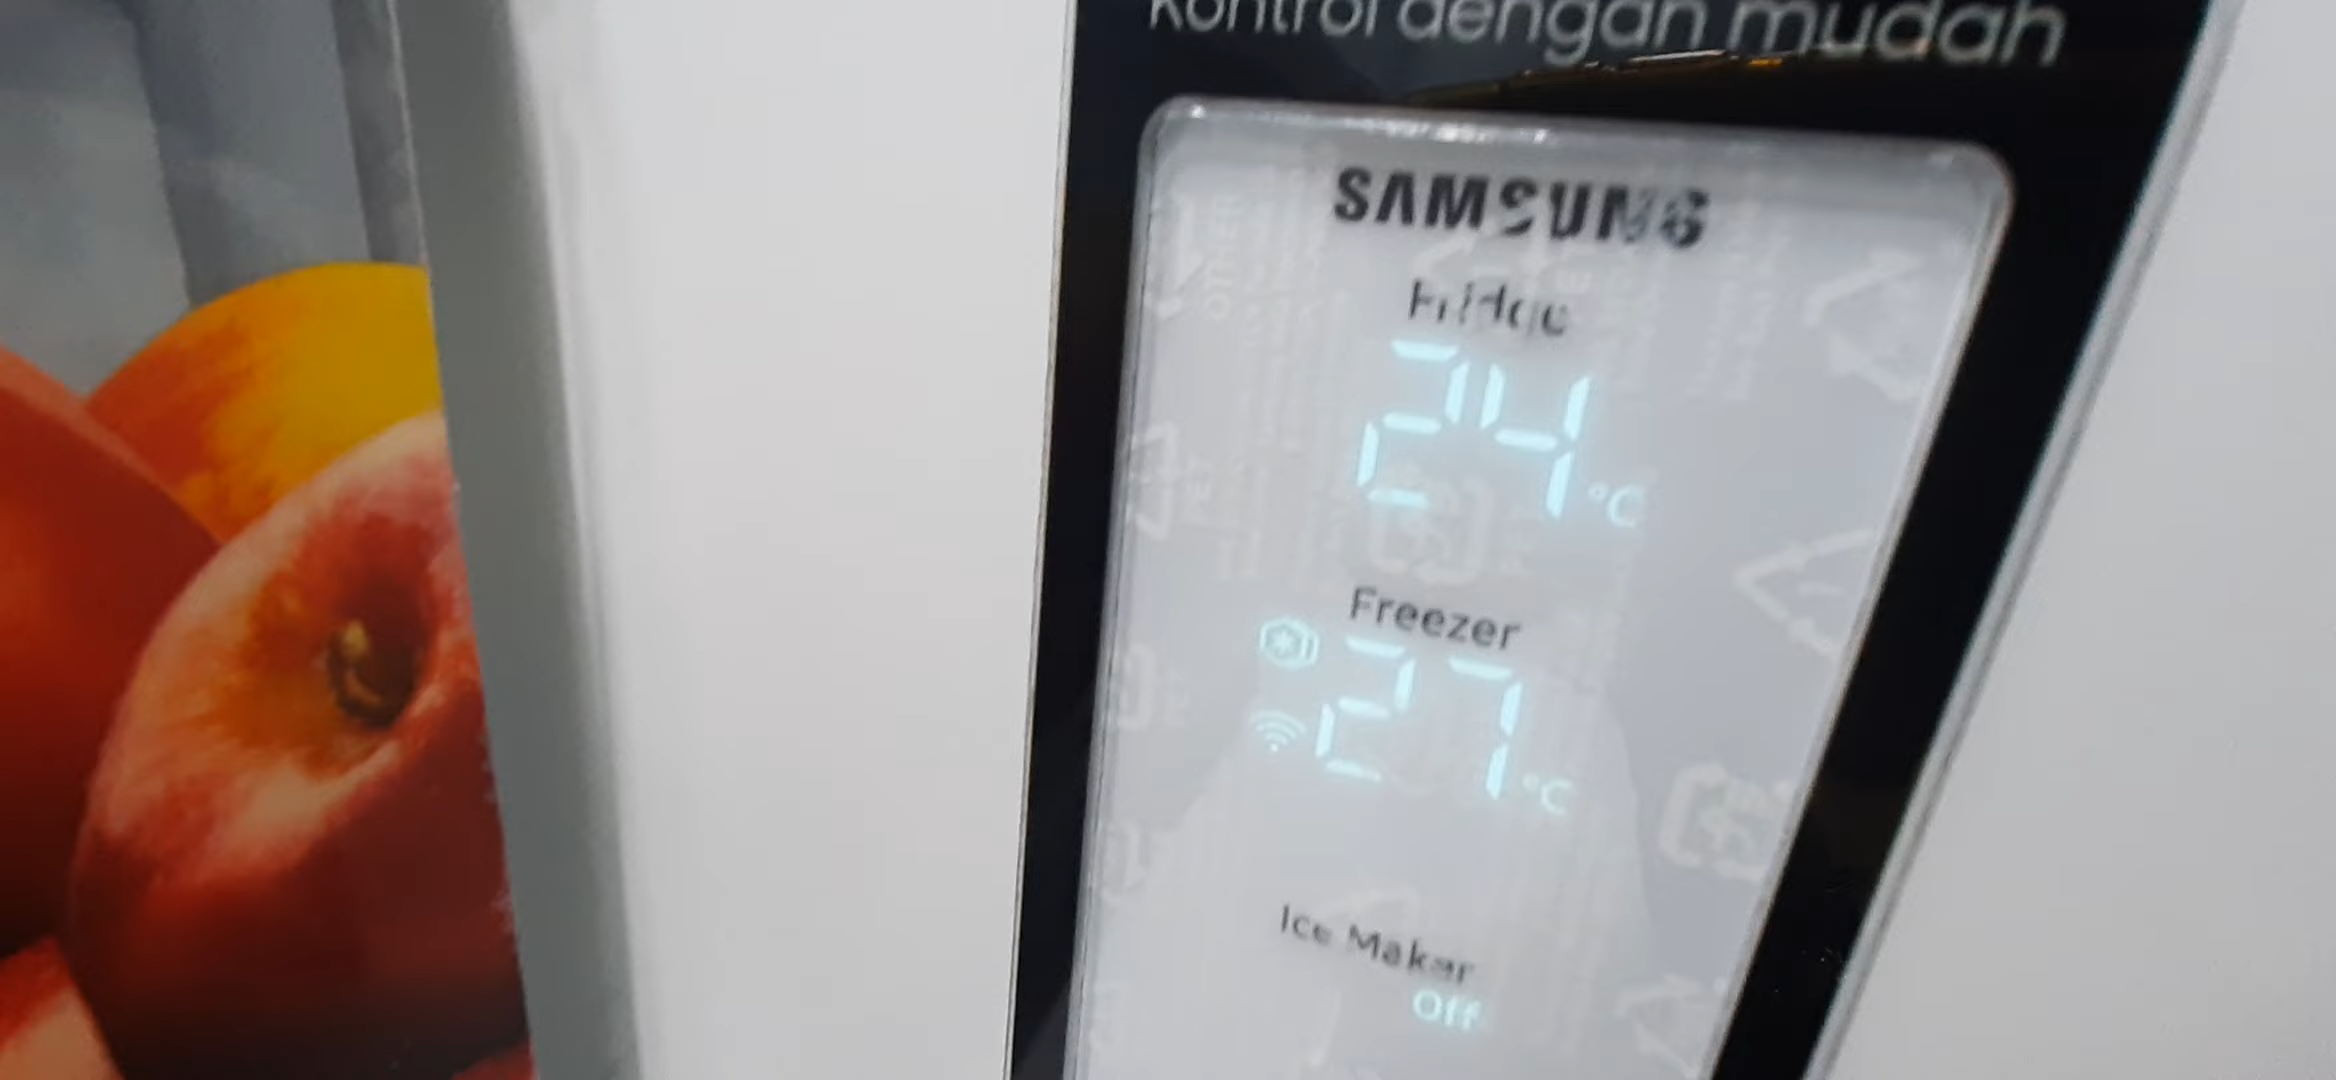 Kontrol dengan mudah
SAMSUNG
Fridge
24 °C
Freezer
27 °C
Ice Maker
Off